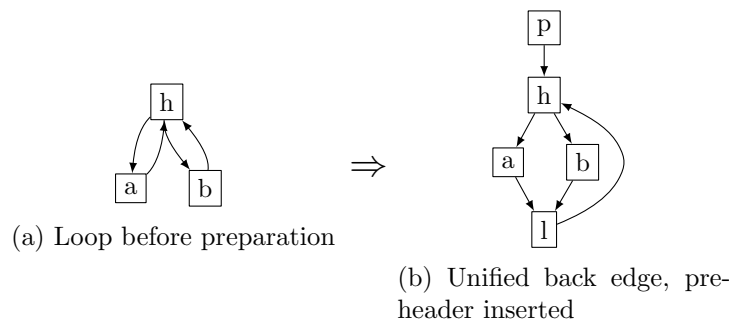 p
h
h
a
b
⇒
a
b
l
(a) Loop before preparation
(b) Unified back edge, pre-
header inserted